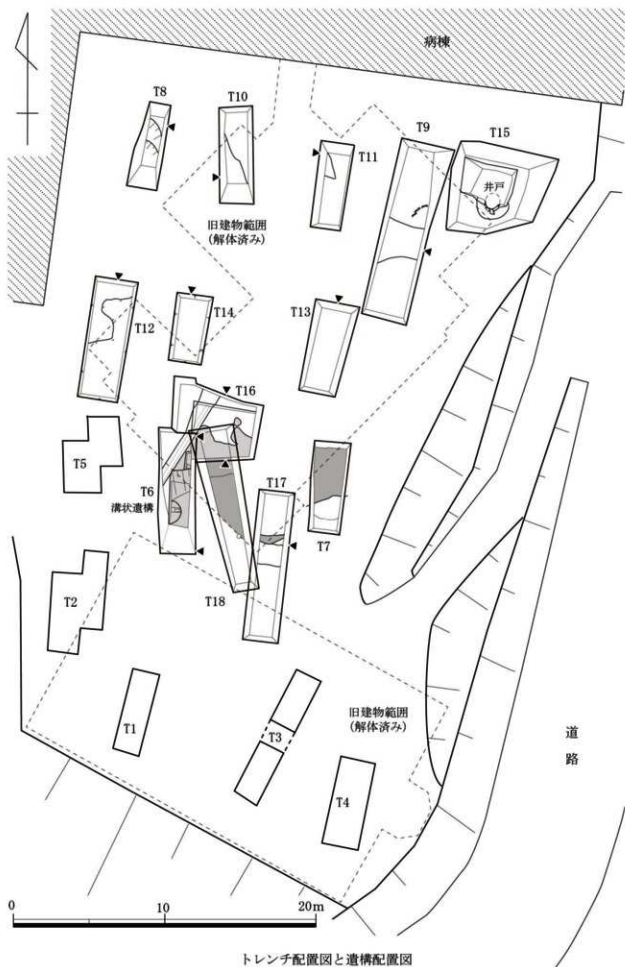 病棟
T8
T10
T9
T15
T11
井戸
旧建物範囲
(解体済み)
T12
T14
T13
T16
T5
T6
溝状遺構
T17
T7
T2
T18
T1
旧建物範囲
(解体済み)
T3
道路
T4
0 10 20m
トレンチ配置図と遺構配置図